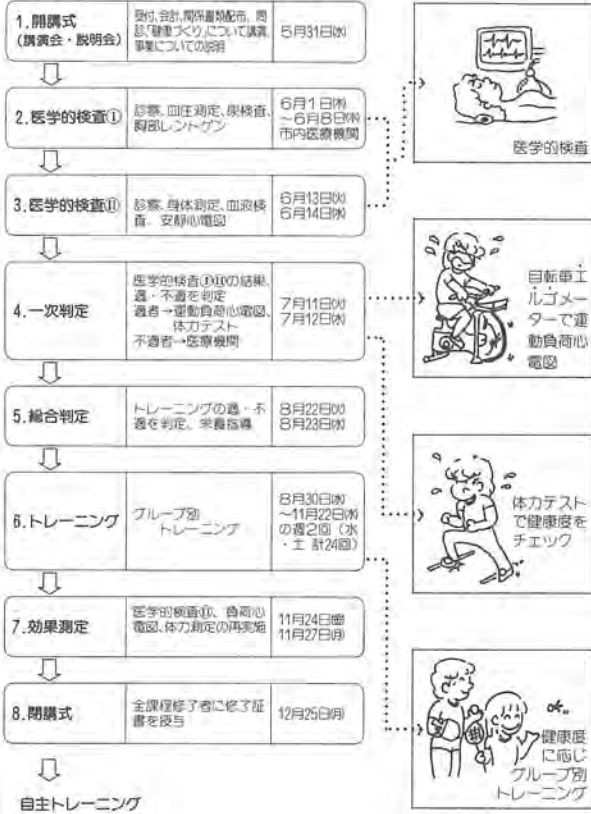 1.開講式
(講演会・説明会)
受付、会計、関係書類配布、問
診、「健康づくり」について講演、
事業についての説明
5月31日㈬
2.医学的検査Ⓘ
診察、血圧測定、尿検査、
胸部レントゲン
6月1日㈭
〜6月8日㈭
市内医療機関
3.医学的検査Ⓘ
診察、身体測定、血液検
査、安静心電図
6月13日㈫
6月14日㈬
4.一次判定
医学的検査ⒾⒾの結果、
適・不適を判定
適者→運動負荷心電図、
体力テスト
不適者→医療機関
7月11日㈫
7月12日㈬
5.総合判定
トレーニングの適・不
適を判定、栄養指導
8月22日㈫
8月23日㈬
6.トレーニング
グループ別
トレーニング
8月30日㈬
〜11月22日㈬
の週2回(水
・土 計24回)
7.効果測定
医学的検査Ⓘ、負荷心
電図、体力測定の再実施
11月24日㈮
11月27日㈪
8.閉講式
全課程修了者に修了証
書を授与
12月25日㈪
自主トレーニング
医学的検査
自転車エ
ルゴメー
ターで運
動負荷心
電図
体力テスト
で健康度を
チェック
健康度
に応じ
グループ別
トレーニング